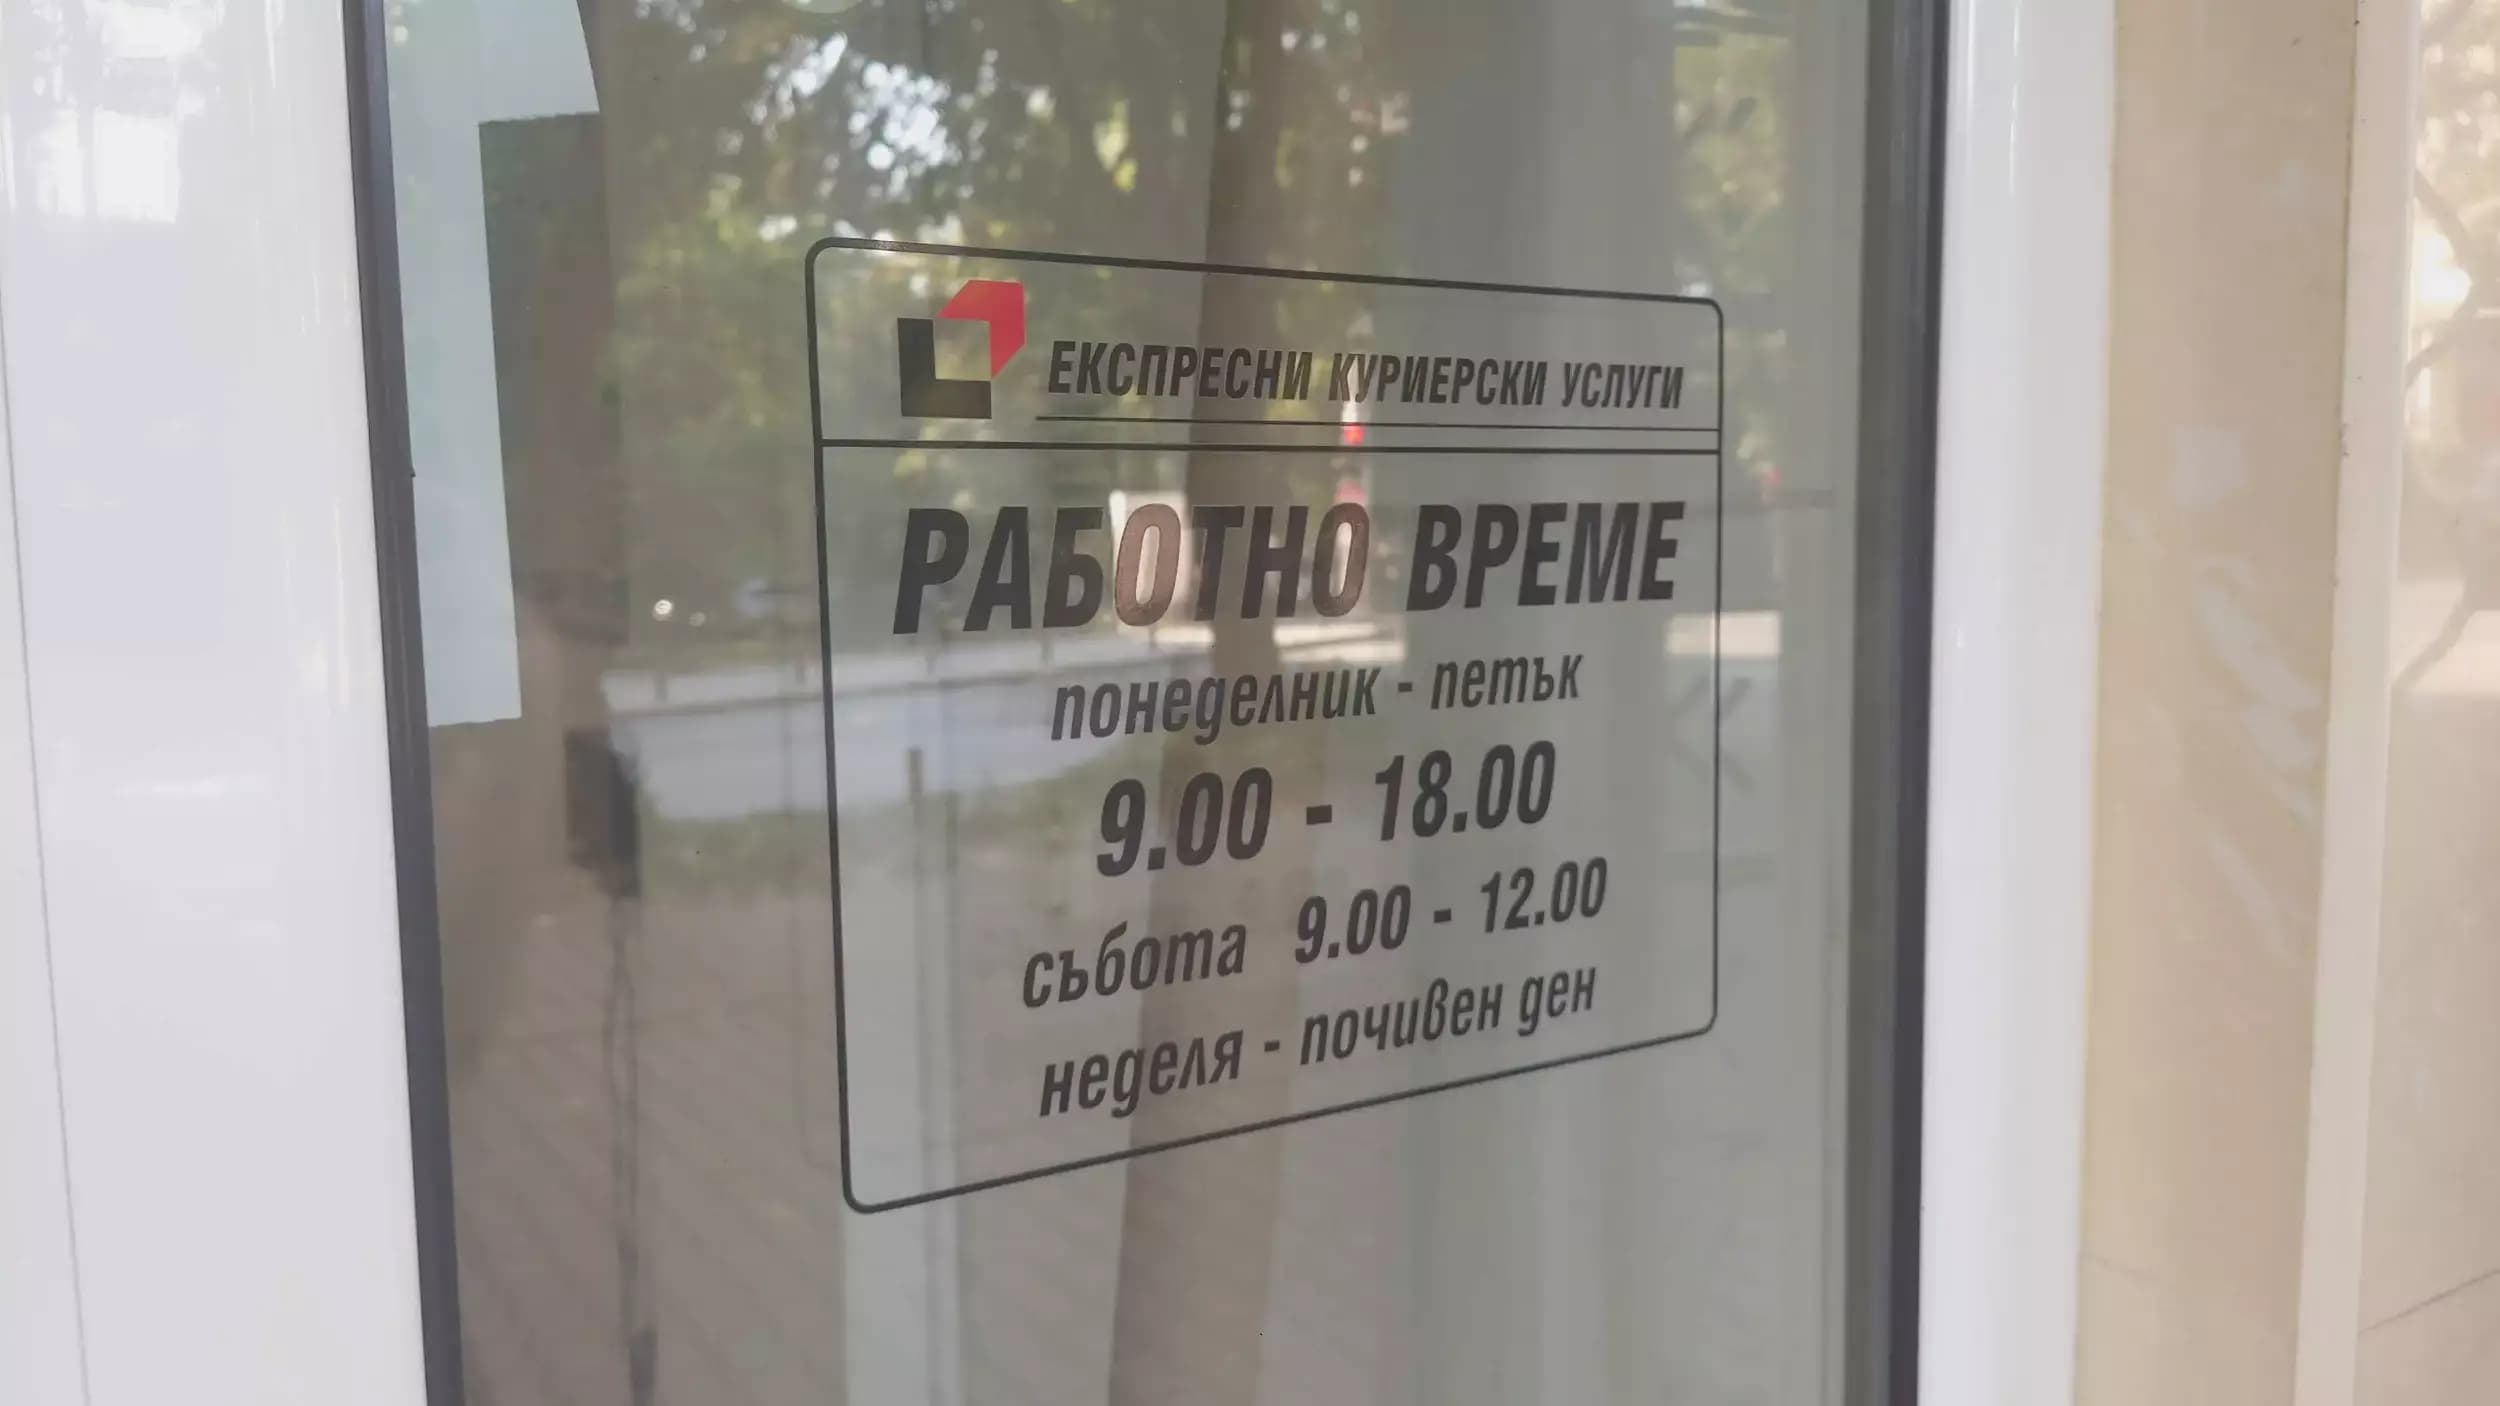 ЕКСПРЕСНИ КУРИЕРСКИ УСЛУГИ
РАБОТНО ВРЕМЕ
понеделник - петък
9.00 - 18.00
събота 9.00 - 12.00
неделя - почивен ден